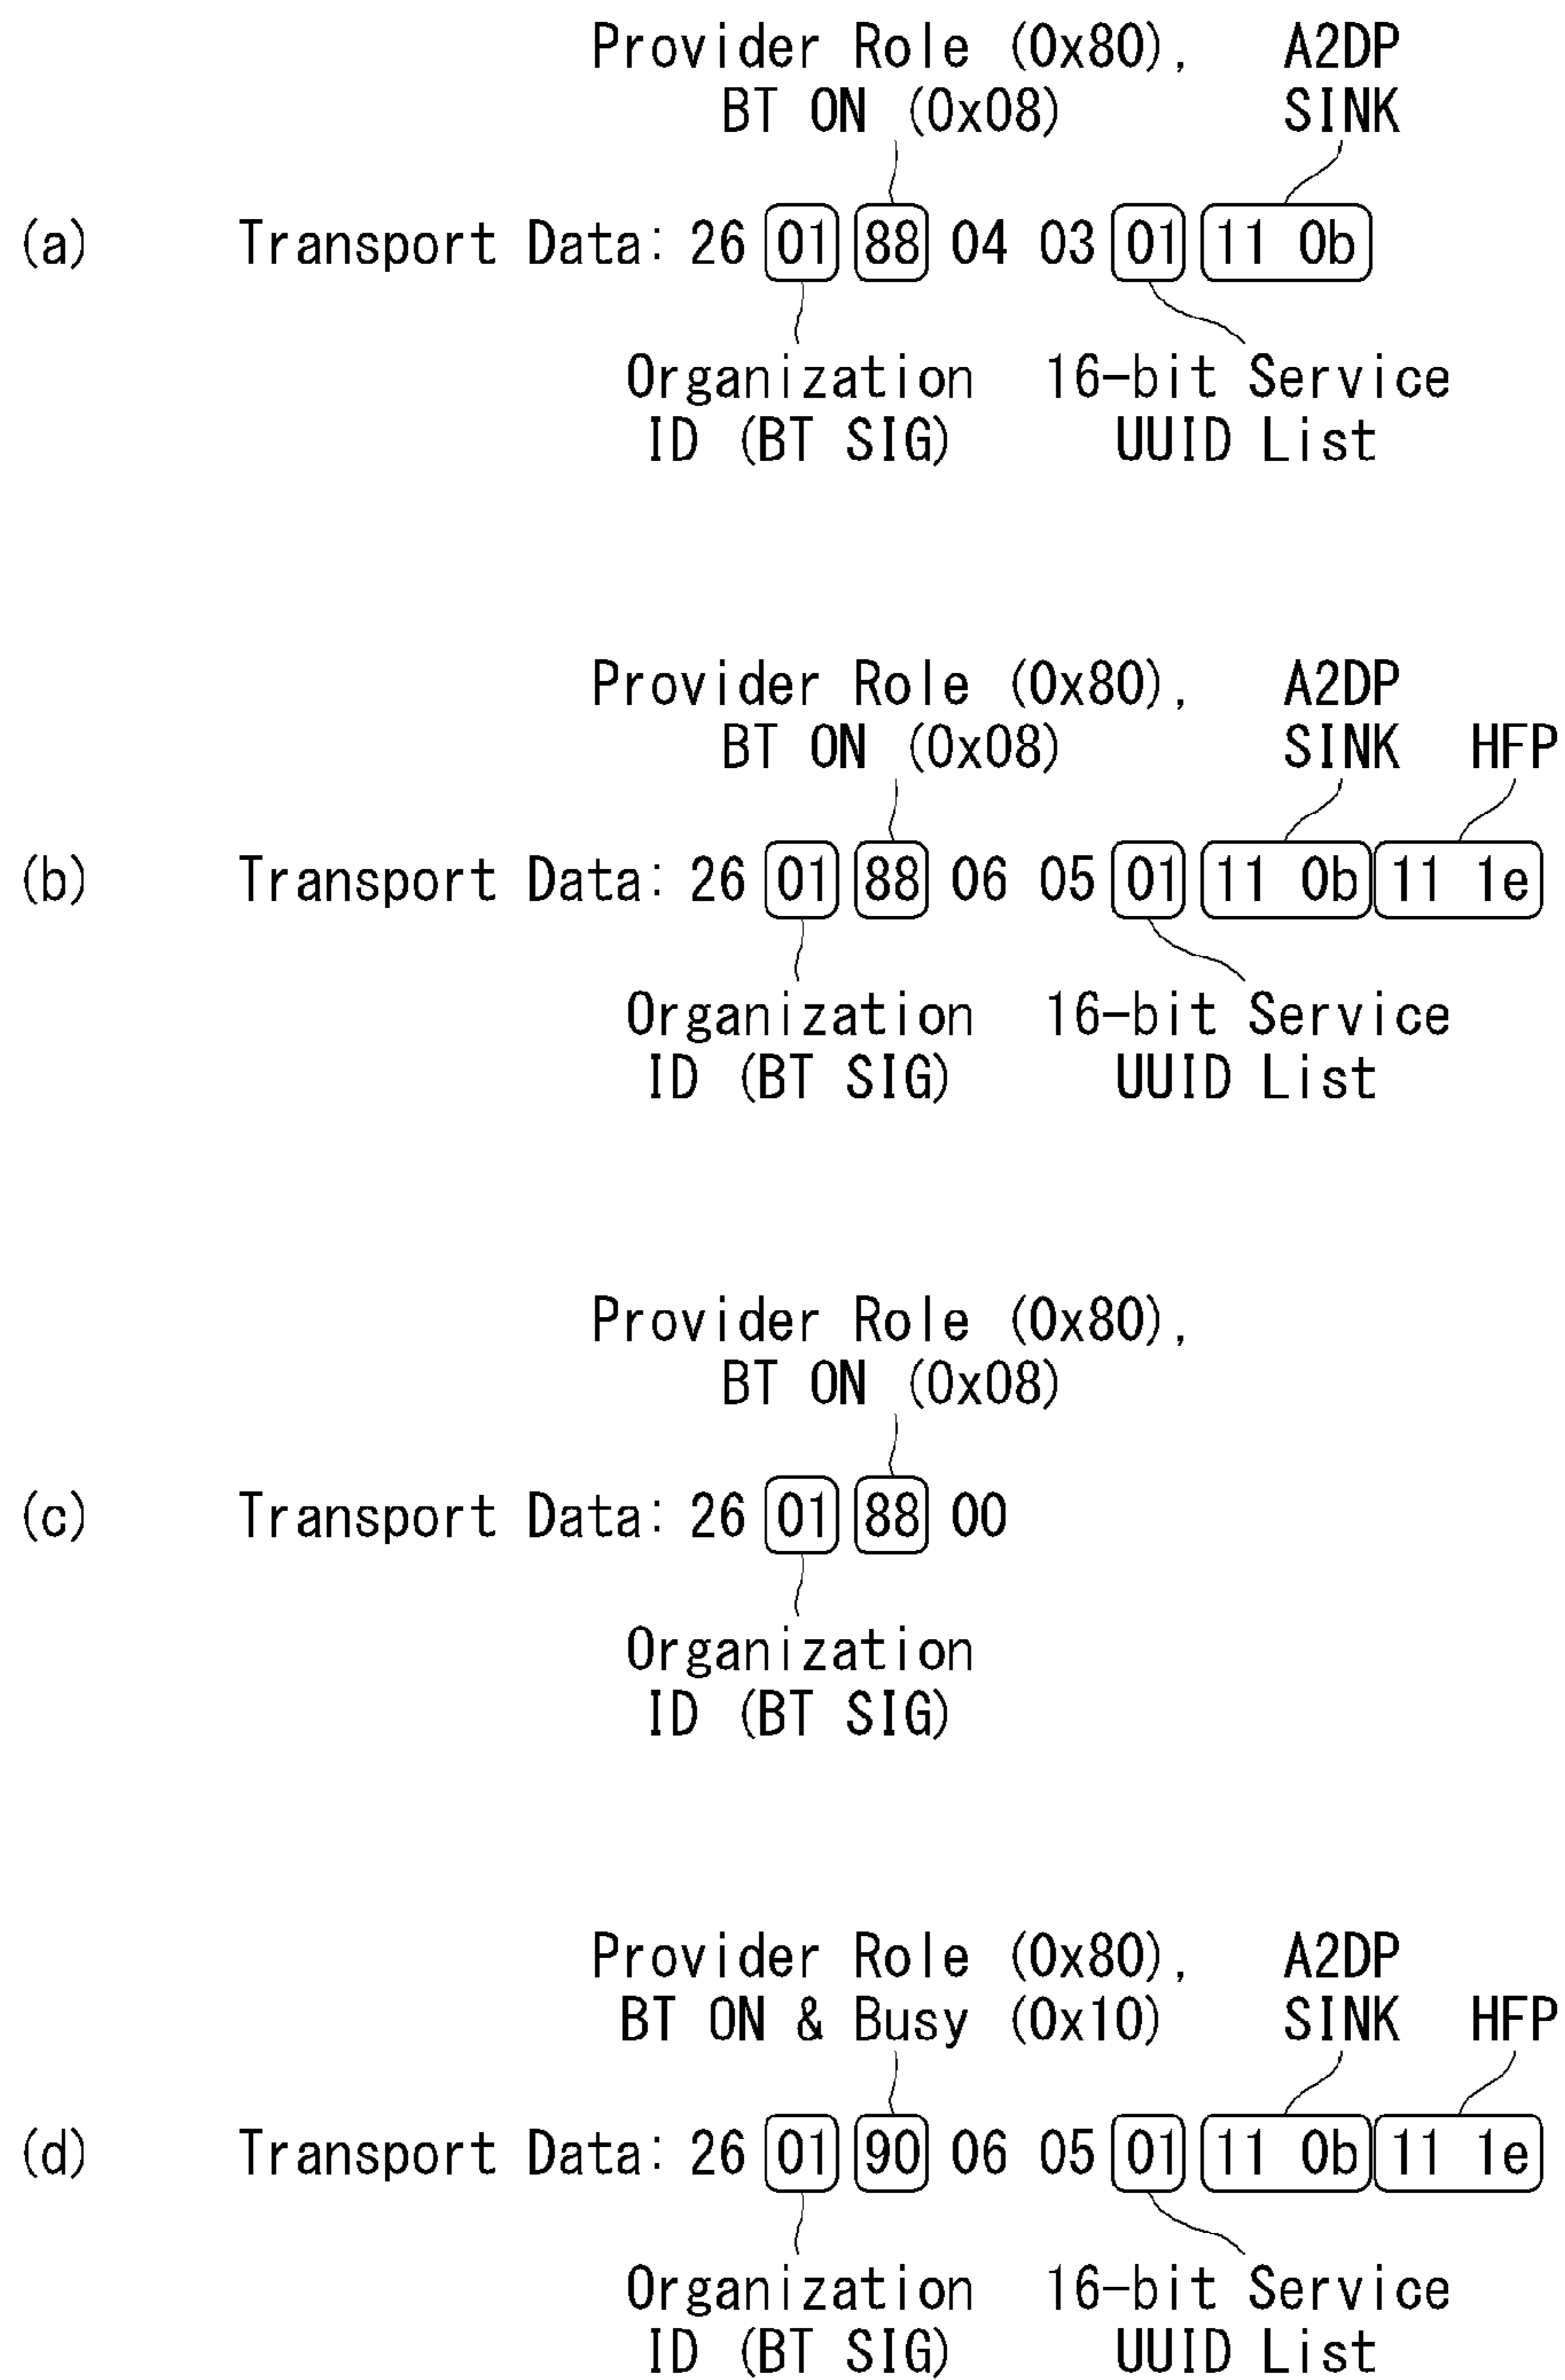 Provider Role (0x80), A2DP
BT ON (0x08) SINK
(a) Transport Data: 26 01 88 04 03 01 11 0b
Organization 16-bit Service
ID (BT SIG) UUID List
Provider Role (0x80), A2DP
BT ON (0x08) SINK HFP
(b) Transport Data: 26 01 88 06 05 01 11 0b 11 1e
Organization 16-bit Service
ID (BT SIG) UUID List
Provider Role (0x80),
BT ON (0x08)
(c) Transport Data: 26 01 88 00
Organization
ID (BT SIG)
Provider Role (0x80), A2DP
BT ON & Busy (0x10) SINK HFP
(d) Transport Data: 26 01 90 06 05 01 11 0b 11 1e
Organization 16-bit Service
ID (BT SIG) UUID List